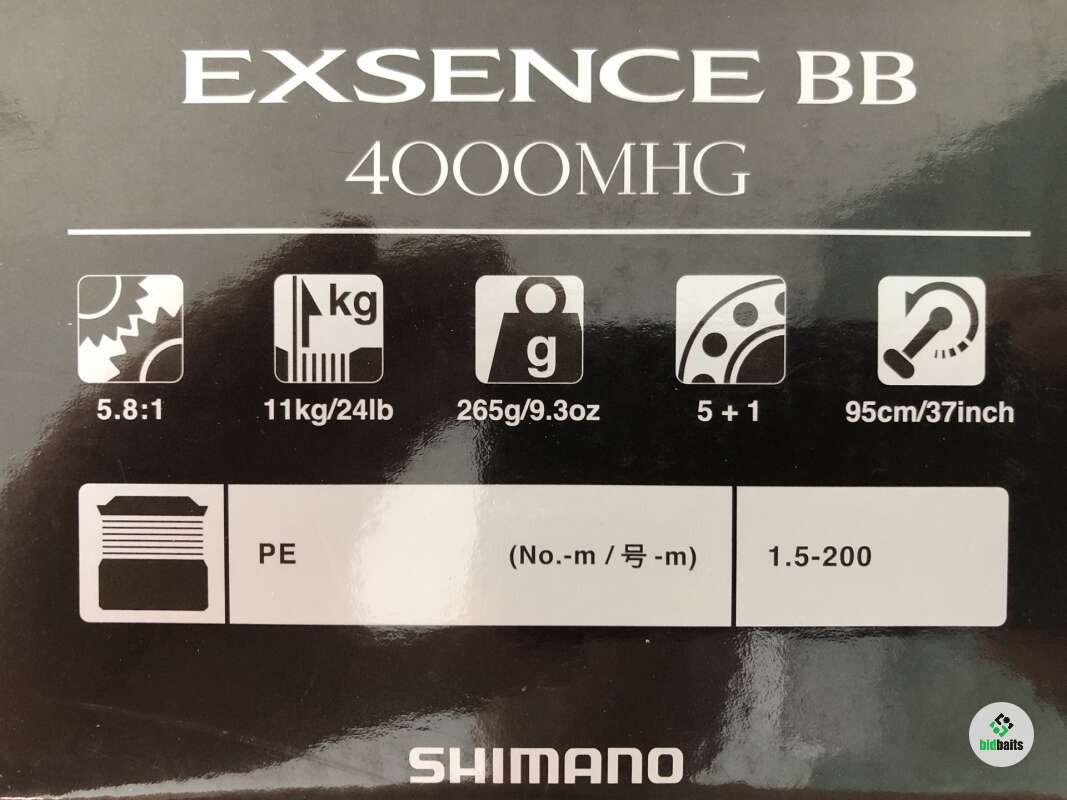 EXSENCE BB
4000MHG
kg
g
5.8:1 11kg/24lb 265g/9.3oz 5 + 1 95cm/37inch
PE (No.-m / 号 -m) 1.5-200
SHIMANO
bidbaits